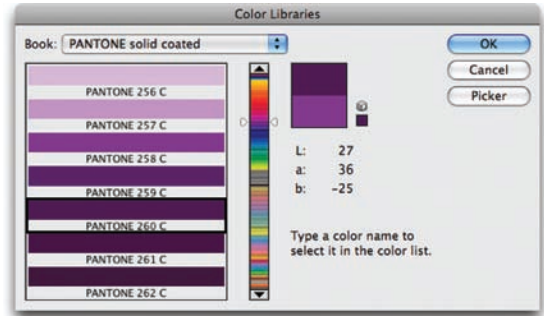 Color Libraries
Book: PANTONE solid coated
OK
Cancel
Picker
PANTONE 256 C
PANTONE 257 C
PANTONE 258 C
PANTONE 259 C
PANTONE 260 C
PANTONE 261 C
PANTONE 262 C
L: 27
a: 36
b: -25
Type a color name to
select it in the color list.